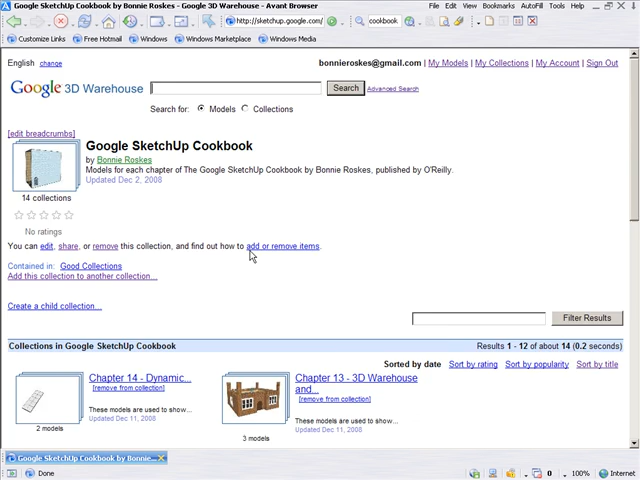 Google SketchUp Cookbook by Bonnie Roskes - Google 3D Warehouse - Avant Browser
File Edit View Groups AutoFill Tools Help
http://sketchup.google.com/
cookbook
Customize Links Free Hotmail Windows Windows Marketplace Windows Media
English change
bonnieroskes@gmail.com | My Models | My Collections | My Account | Sign Out
Google 3D Warehouse
Search
Advanced Search
Search for: Models Collections
[edit breadcrumbs]
Google SketchUp Cookbook
by Bonnie Roskes
Models for each chapter of The Google SketchUp Cookbook by Bonnie Roskes, published by O'Reilly.
Updated Dec 2, 2008
14 collections
No ratings
You can edit, share, or remove this collection, and find out how to add or remove items.
Contained in: Good Collections
Add this collection to another collection...
Create a child collection...
Filter Results
Collections in Google SketchUp Cookbook
Results 1 - 12 of about 14 (0.2 seconds)
Sorted by date Sort by rating Sort by popularity Sort by title
Chapter 14 - Dynamic...
[remove from collection]
These models are used to show...
Updated Dec 11, 2008
2 models
Chapter 13 - 3D Warehouse
and...
[remove from collection]
These models are used to show...
Updated Dec 11, 2008
3 models
Google SketchUp Cookbook by Bonnie...
Done
0
100%
Internet